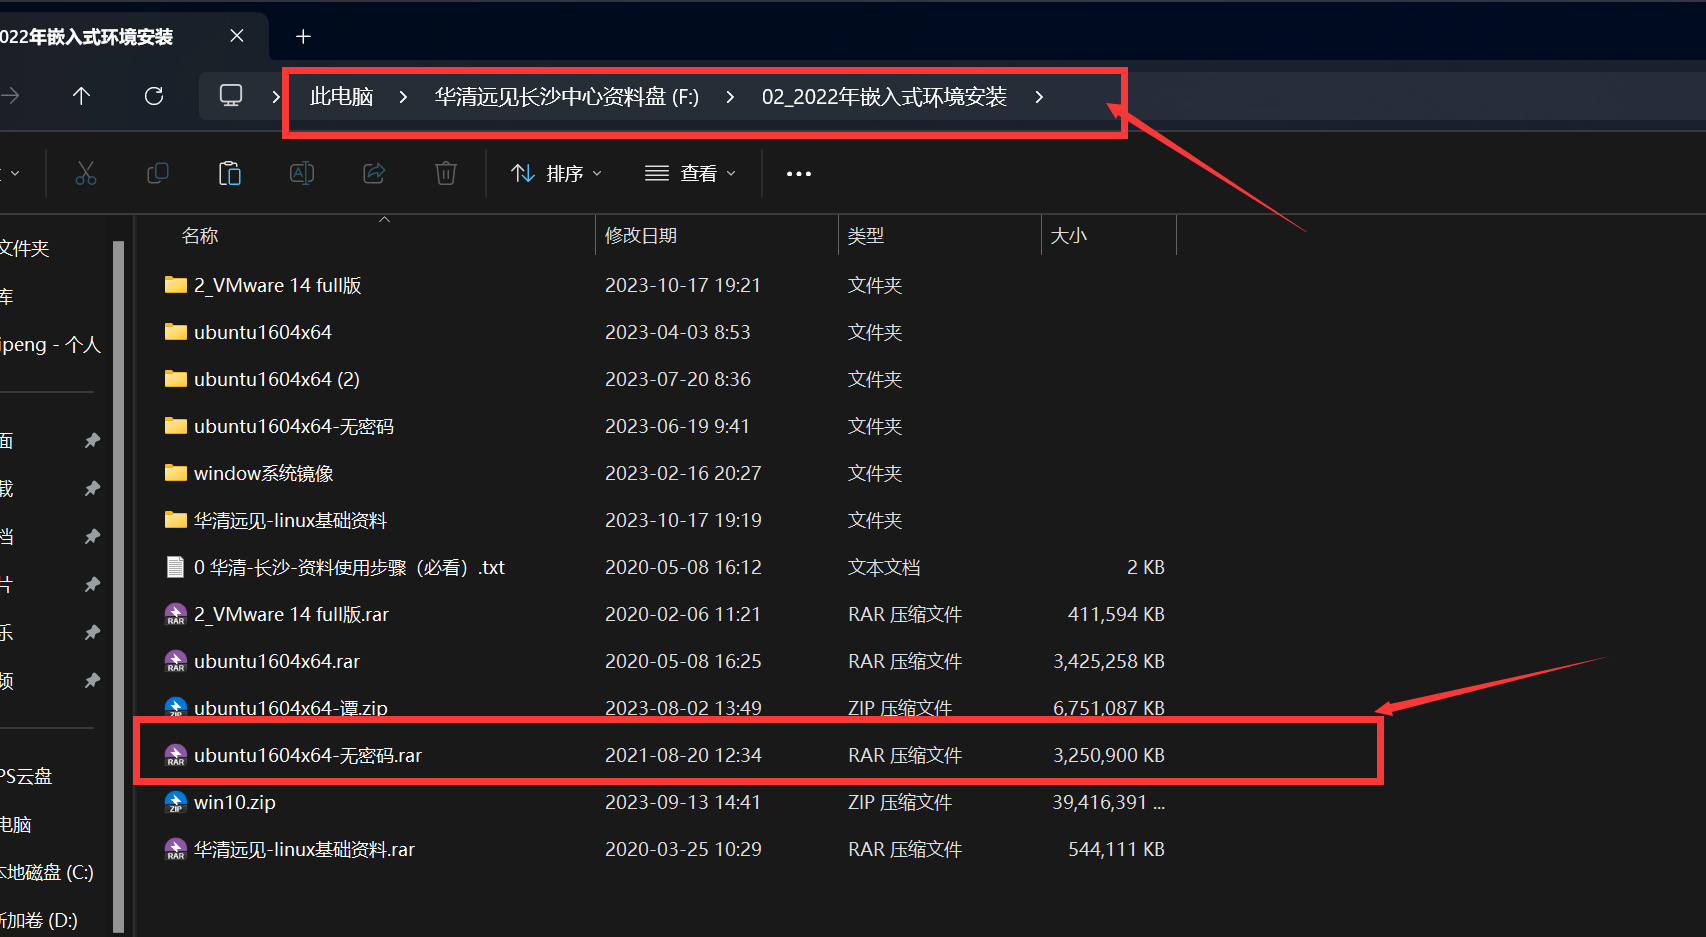 022年嵌入式环境安装
此电脑 华清远见长沙中心资料盘 (F:) 02_2022年嵌入式环境安装
排序 查看
名称 修改日期 类型 大小
文件夹
库
ipeng - 个人
面
载
档
片
乐
频
PS云盘
电脑
本地磁盘 (C:)
新加卷 (D:)
2_VMware 14 full版 2023-10-17 19:21 文件夹
ubuntu1604x64 2023-04-03 8:53 文件夹
ubuntu1604x64 (2) 2023-07-20 8:36 文件夹
ubuntu1604x64-无密码 2023-06-19 9:41 文件夹
window系统镜像 2023-02-16 20:27 文件夹
华清远见-linux基础资料 2023-10-17 19:19 文件夹
0 华清-长沙-资料使用步骤（必看）.txt 2020-05-08 16:12 文本文档 2 KB
2_VMware 14 full版.rar 2020-02-06 11:21 RAR 压缩文件 411,594 KB
ubuntu1604x64.rar 2020-05-08 16:25 RAR 压缩文件 3,425,258 KB
ubuntu1604x64-谭.zip 2023-08-02 13:49 ZIP 压缩文件 6,751,087 KB
ubuntu1604x64-无密码.rar 2021-08-20 12:34 RAR 压缩文件 3,250,900 KB
win10.zip 2023-09-13 14:41 ZIP 压缩文件 39,416,391 ...
华清远见-linux基础资料.rar 2020-03-25 10:29 RAR 压缩文件 544,111 KB